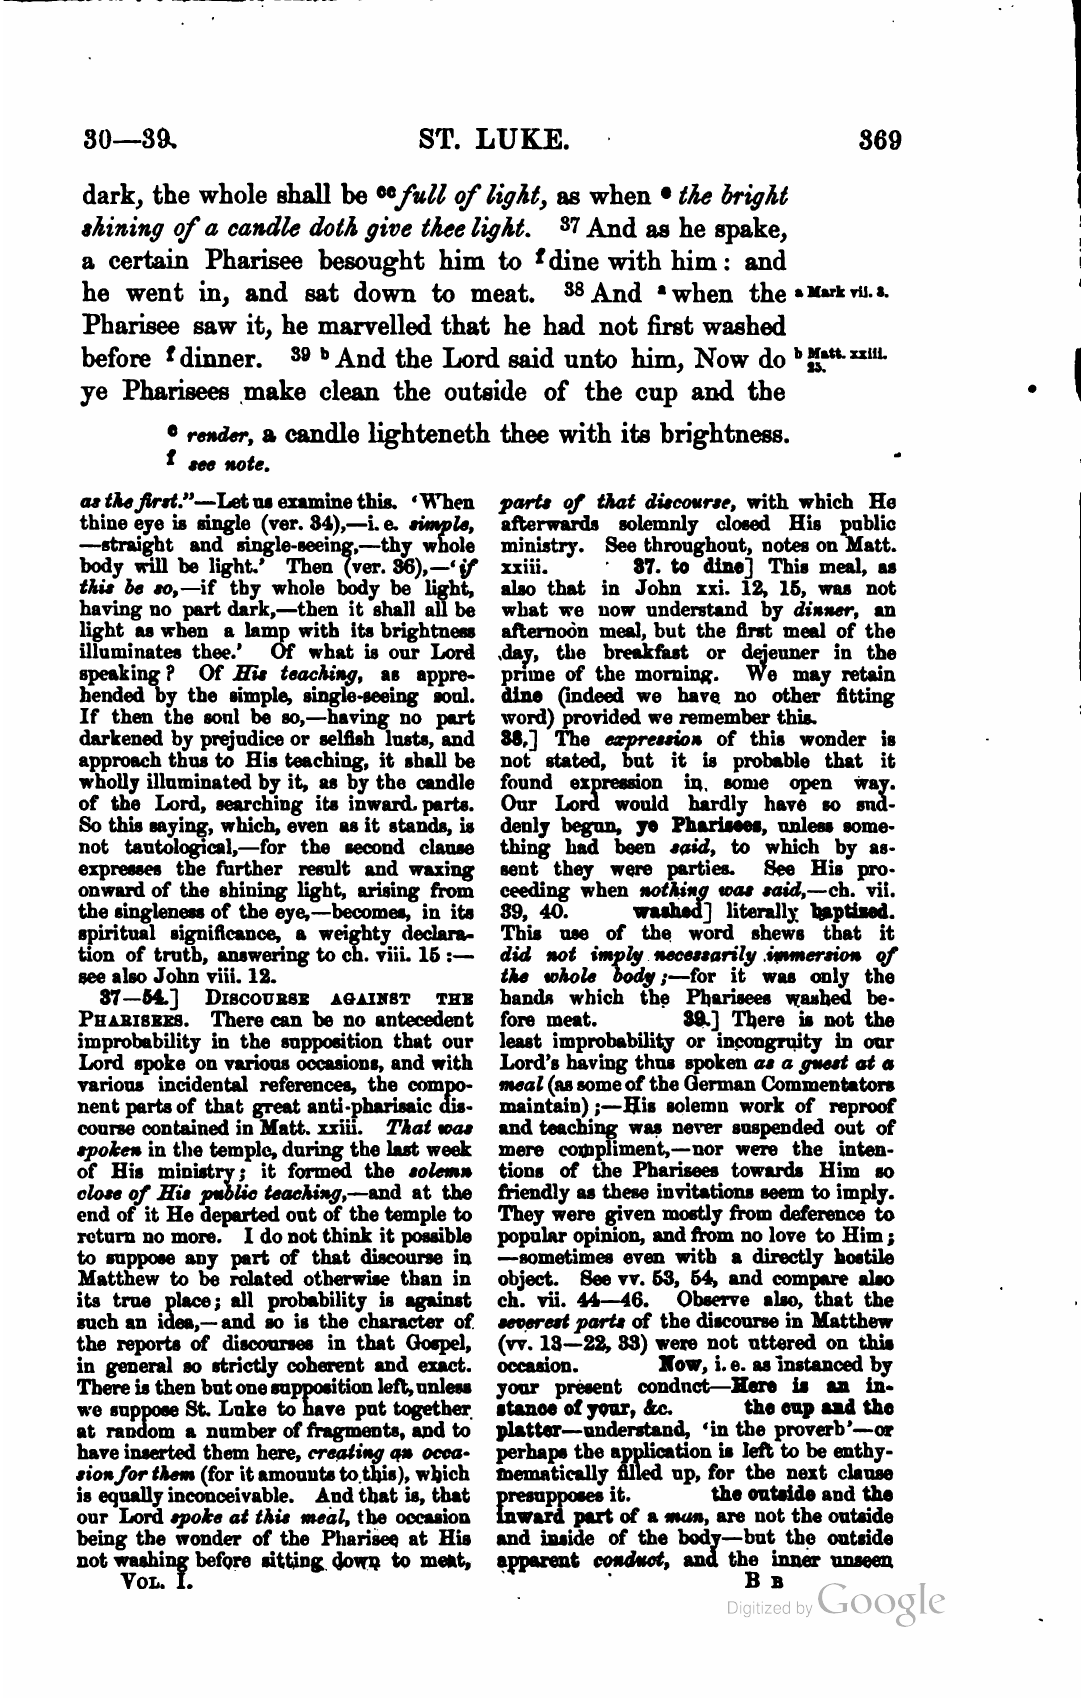 30—39. ST. LUKE. 369
dark, the whole shall be ee full of light, as when e the bright
shining of a candle doth give thee light. 37 And as he spake,
a certain Pharisee besought him to f dine with him : and
he went in, and sat down to meat. 38 And a when the
a Mark vii. 3.
Pharisee saw it, he marvelled that he had not first washed
before f dinner. 39 b And the Lord said unto him, Now do
b Matt. xxiii.
25.
ye Pharisees make clean the outside of the cup and the
e render, a candle lighteneth thee with its brightness.
f see note.
as the first."—Let us examine this. 'When
thine eye is single (ver. 34),—i. e. simple,
—straight and single-seeing,—thy whole
body will be light.' Then (ver. 36),—'if
this be so,—if thy whole body be light,
having no part dark,—then it shall all be
light as when a lamp with its brightness
illuminates thee.' Of what is our Lord
speaking ? Of His teaching, as appre-
hended by the simple, single-seeing soul.
If then the soul be so,—having no part
darkened by prejudice or selfish lusts, and
approach thus to His teaching, it shall be
wholly illuminated by it, as by the candle
of the Lord, searching its inward parts.
So this saying, which, even as it stands, is
not tautological,—for the second clause
expresses the further result and waxing
onward of the shining light, arising from
the singleness of the eye,—becomes, in its
spiritual significance, a weighty declara-
tion of truth, answering to ch. viii. 15 :—
see also John viii. 12.
37—54.] DISCOURSE AGAINST THE
PHARISEES. There can be no antecedent
improbability in the supposition that our
Lord spoke on various occasions, and with
various incidental references, the compo-
nent parts of that great anti-pharisaic dis-
course contained in Matt. xxiii. That was
spoken in the temple, during the last week
of His ministry; it formed the solemn
close of His public teaching,—and at the
end of it He departed out of the temple to
return no more. I do not think it possible
to suppose any part of that discourse in
Matthew to be related otherwise than in
its true place; all probability is against
such an idea,—and so is the character of
the reports of discourses in that Gospel,
in general so strictly coherent and exact.
There is then but one supposition left, unless
we suppose St. Luke to have put together
at random a number of fragments, and to
have inserted them here, creating an occa-
sion for them (for it amounts to this), which
is equally inconceivable. And that is, that
our Lord spoke at this meal, the occasion
being the wonder of the Pharisee at His
not washing before sitting down to meat,
VOL. I.
parts of that discourse, with which He
afterwards solemnly closed His public
ministry. See throughout, notes on Matt.
xxiii. 37. to dine] This meal, as
also that in John xxi. 12, 15, was not
what we now understand by dinner, an
afternoon meal, but the first meal of the
day, the breakfast or dejeuner in the
prime of the morning. We may retain
dine (indeed we have no other fitting
word) provided we remember this.
38.] The expression of this wonder is
not stated, but it is probable that it
found expression in some open way.
Our Lord would hardly have so sud-
denly begun, ye Pharisees, unless some-
thing had been said, to which by as-
sent they were parties. See His pro-
ceeding when nothing was said,—ch. vii.
39, 40. washed] literally baptized.
This use of the word shews that it
did not imply necessarily immersion of
the whole body ;—for it was only the
hands which the Pharisees washed be-
fore meat. 39.] There is not the
least improbability or incongruity in our
Lord's having thus spoken as a guest at a
meal (as some of the German Commentators
maintain) ;—His solemn work of reproof
and teaching was never suspended out of
mere compliment,—nor were the inten-
tions of the Pharisees towards Him so
friendly as these invitations seem to imply.
They were given mostly from deference to
popular opinion, and from no love to Him ;
—sometimes even with a directly hostile
object. See vv. 53, 54, and compare also
ch. vii. 44—46. Observe also, that the
severest parts of the discourse in Matthew
(vv. 13—22, 33) were not uttered on this
occasion. Now, i. e. as instanced by
your present conduct—Here is an in-
stance of your, &c. the cup and the
platter—understand, 'in the proverb'—or
perhaps the application is left to be enthy-
mematically filled up, for the next clause
presupposes it. the outside and the
inward part of a man, are not the outside
and inside of the body—but the outside
apparent conduct, and the inner unseen
B B
Digitized by Google